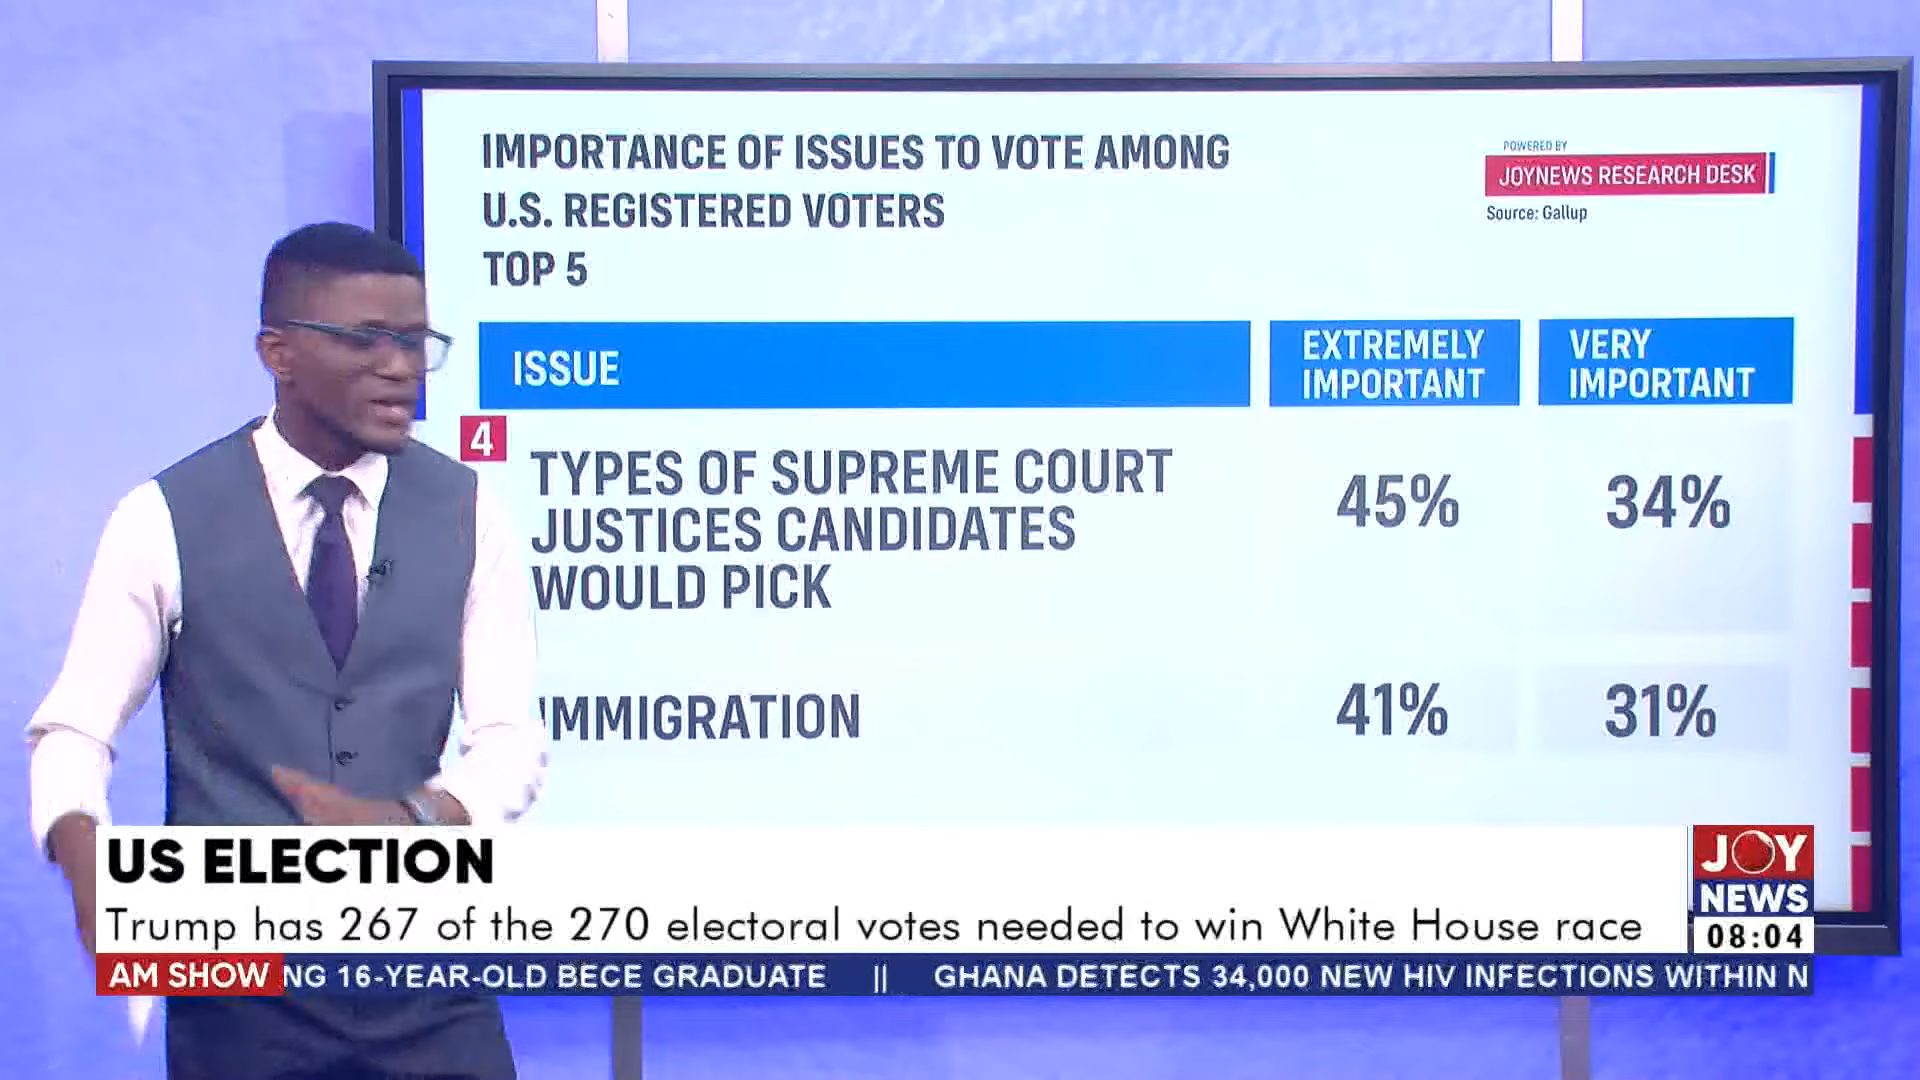 IMPORTANCE OF ISSUES TO VOTE AMONG
U.S. REGISTERED VOTERS
TOP 5
POWERED BY
JOYNEWS RESEARCH DESK
Source: Gallup
ISSUE
EXTREMELY
IMPORTANT
VERY
IMPORTANT
4
TYPES OF SUPREME COURT
JUSTICES CANDIDATES
WOULD PICK
45%
34%
IMMIGRATION
41%
31%
US ELECTION
Trump has 267 of the 270 electoral votes needed to win White House race
JOY
NEWS
08:04
AM SHOW
NG 16-YEAR-OLD BECE GRADUATE || GHANA DETECTS 34,000 NEW HIV INFECTIONS WITHIN N